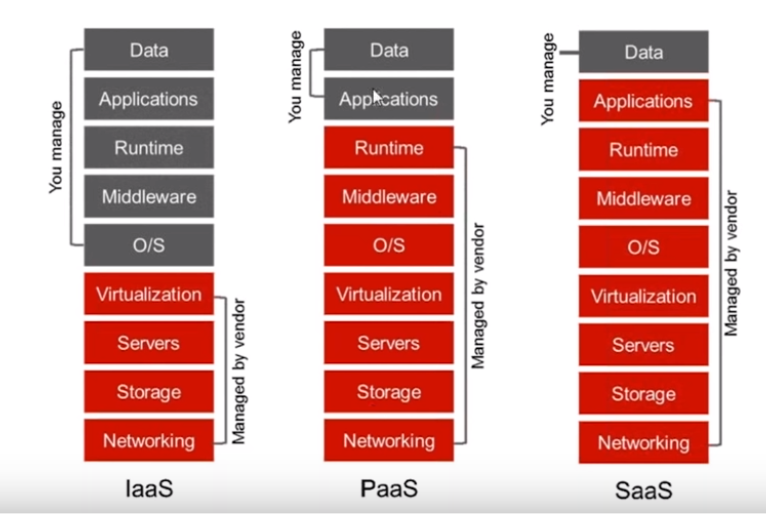 You manage
Data
Applications
Runtime
Middleware
O/S
Virtualization
Servers
Storage
Networking
Managed by vendor
IaaS
You manage
Data
Applications
Runtime
Middleware
O/S
Virtualization
Servers
Storage
Networking
Managed by vendor
PaaS
You manage
Data
Applications
Runtime
Middleware
O/S
Virtualization
Servers
Storage
Networking
Managed by vendor
SaaS